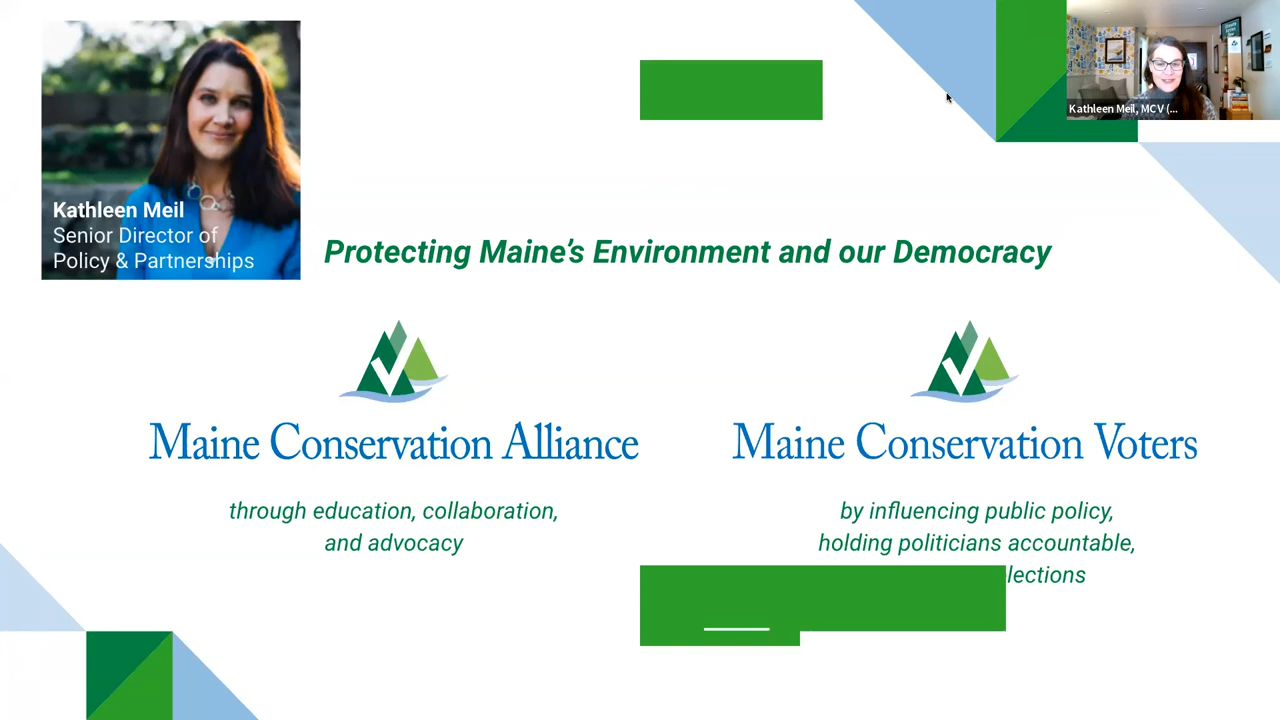 Kathleen Meil
Senior Director of
Policy & Partnerships
Kathleen Meil, MCV (...
Protecting Maine's Environment and our Democracy
Maine Conservation Alliance
through education, collaboration,
and advocacy
Maine Conservation Voters
by influencing public policy,
holding politicians accountable,
lections